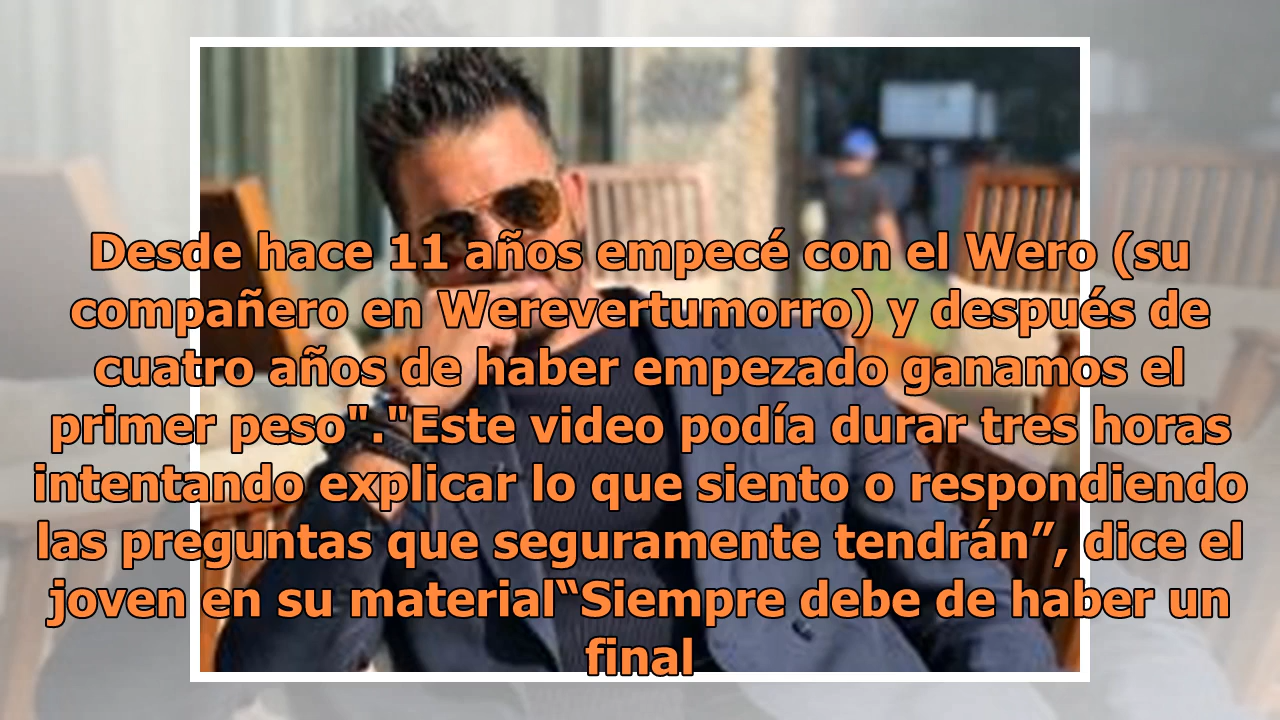 Desde hace 11 años empecé con el Wero (su
compañero en Werevertumorro) y después de
cuatro años de haber empezado ganamos el
primer peso"."Este video podía durar tres horas
intentando explicar lo que siento o respondiendo
las preguntas que seguramente tendrán”, dice el
joven en su material“Siempre debe de haber un
final